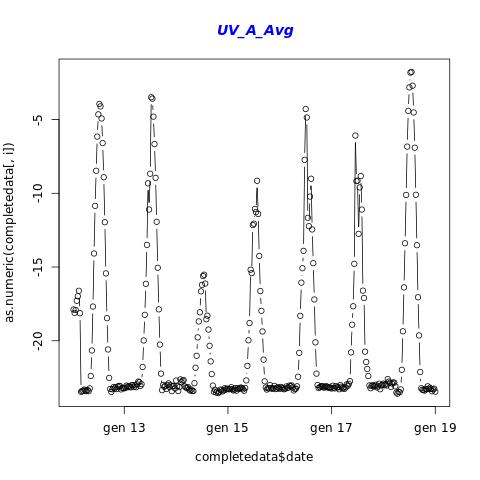 UV_A_Avg
as.numeric(completedata[, i])
-5
-10
-15
-20
gen 13
gen 15
gen 17
gen 19
completedata$date